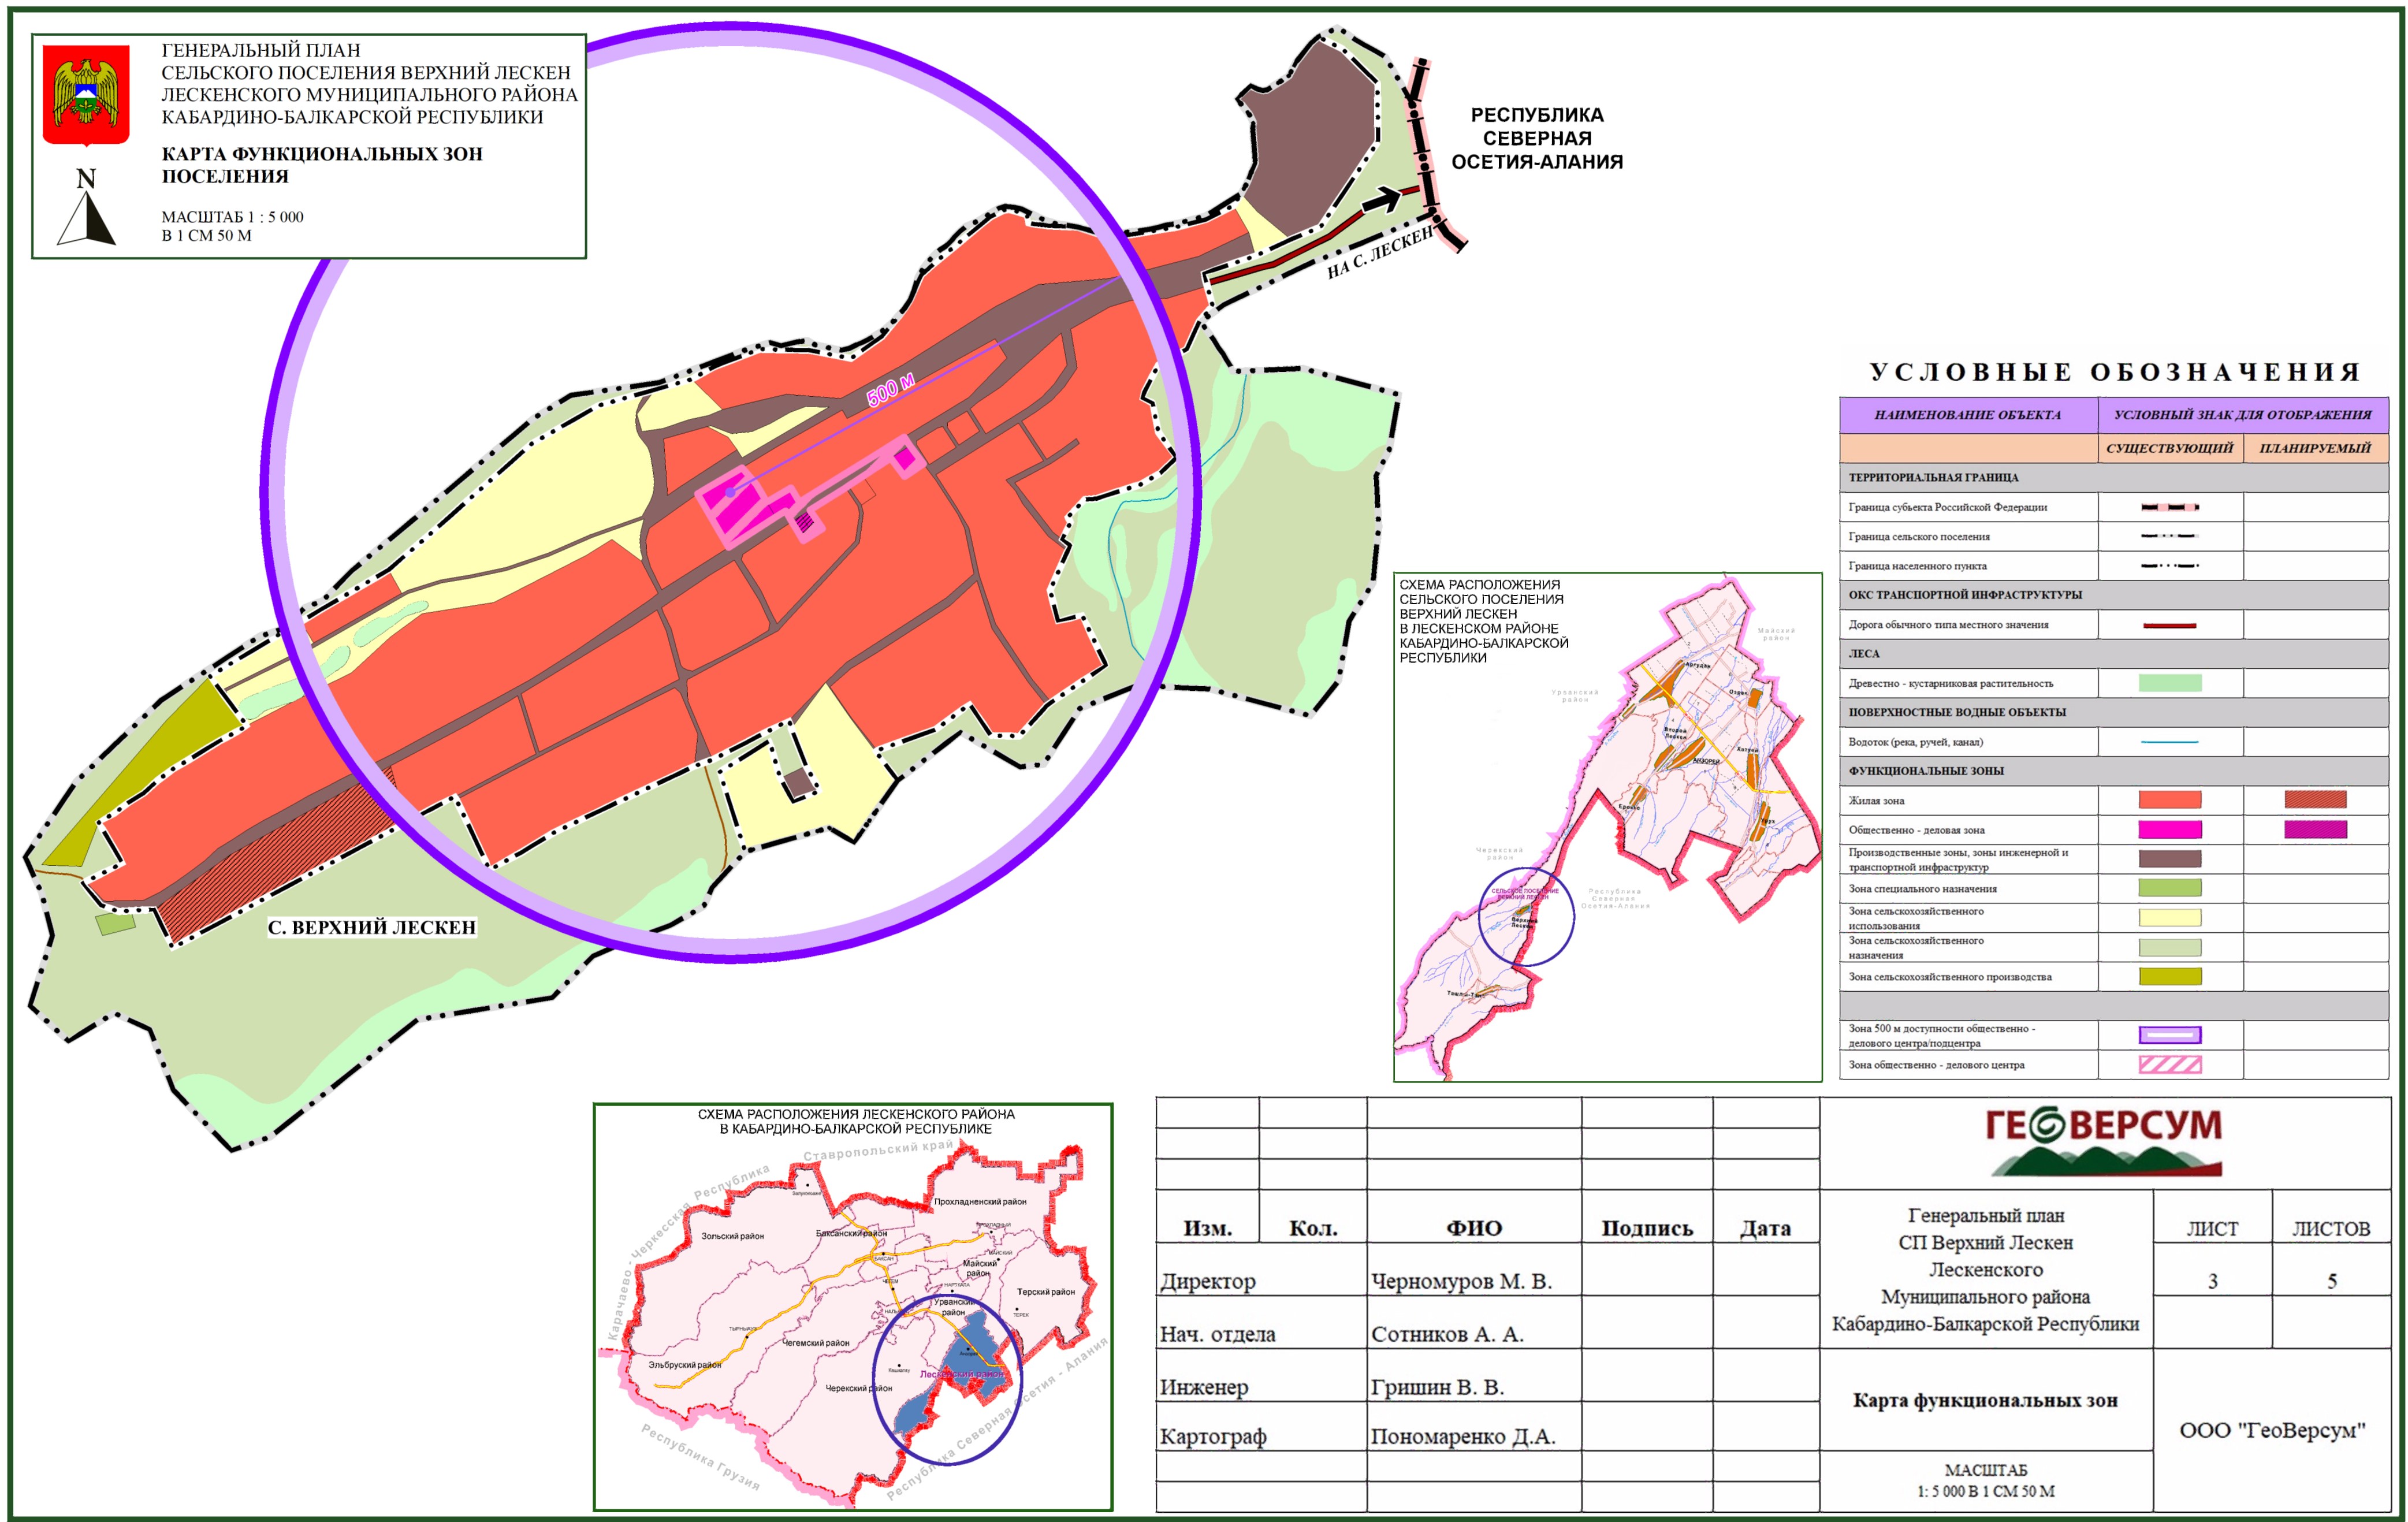 ГЕНЕРАЛЬНЫЙ ПЛАН
СЕЛЬСКОГО ПОСЕЛЕНИЯ ВЕРХНИЙ ЛЕСКЕН
ЛЕСКЕНСКОГО МУНИЦИПАЛЬНОГО РАЙОНА
КАБАРДИНО-БАЛКАРСКОЙ РЕСПУБЛИКИ
КАРТА ФУНКЦИОНАЛЬНЫХ ЗОН
ПОСЕЛЕНИЯ
N
МАСШТАБ 1 : 5 000
В 1 СМ 50 М
РЕСПУБЛИКА
СЕВЕРНАЯ
ОСЕТИЯ-АЛАНИЯ
НА С. ЛЕСКЕН
500 м
С. ВЕРХНИЙ ЛЕСКЕН
УСЛОВНЫЕ ОБОЗНАЧЕНИЯ
НАИМЕНОВАНИЕ ОБЪЕКТА УСЛОВНЫЙ ЗНАК ДЛЯ ОТОБРАЖЕНИЯ
СУЩЕСТВУЮЩИЙ ПЛАНИРУЕМЫЙ
ТЕРРИТОРИАЛЬНАЯ ГРАНИЦА
Граница субъекта Российской Федерации
Граница сельского поселения
Граница населенного пункта
ОКС ТРАНСПОРТНОЙ ИНФРАСТРУКТУРЫ
Дорога обычного типа местного значения
ЛЕСА
Древестно - кустарниковая растительность
ПОВЕРХНОСТНЫЕ ВОДНЫЕ ОБЪЕКТЫ
Водоток (река, ручей, канал)
ФУНКЦИОНАЛЬНЫЕ ЗОНЫ
Жилая зона
Общественно - деловая зона
Производственные зоны, зоны инженерной и
транспортной инфраструктур
Зона специального назначения
Зона сельскохозяйственного
использования
Зона сельскохозяйственного
назначения
Зона сельскохозяйственного производства
Зона 500 м доступности общественно -
делового центра/подцентра
Зона общественно - делового центра
СХЕМА РАСПОЛОЖЕНИЯ
СЕЛЬСКОГО ПОСЕЛЕНИЯ
ВЕРХНИЙ ЛЕСКЕН
В ЛЕСКЕНСКОМ РАЙОНЕ
КАБАРДИНО-БАЛКАРСКОЙ
РЕСПУБЛИКИ
Майский
район
Урванский
район
Аргудан
Второй
Лескен
АНЗОРЕЙ
Хатуей
Ерокко
Черекский
район
Республика
Северная
Осетия-Алания
СЕЛЬСКОЕ ПОСЕЛЕНИЕ
ВЕРХНИЙ ЛЕСКЕН
Верхний
Лескен
СХЕМА РАСПОЛОЖЕНИЯ ЛЕСКЕНСКОГО РАЙОНА
В КАБАРДИНО-БАЛКАРСКОЙ РЕСПУБЛИКЕ
Ставропольский край
Карачаево - Черкесская Республика
Прохладненский район
Зольский район
Баксанский район
ПРОХЛАДНЫЙ
БАКСАН
МАЙСКИЙ
Майский
район
ЧЕГЕМ
НАРТКАЛА
Терский район
Урванский
район
ТЕРЕК
ТЫРНЫАУЗ
Чегемский район
Эльбруский район
Кашхатау
Лескенский район
Черекский район
Республика Грузия
Республика Северная Осетия - Алания
ГЕОВЕРСУМ
Изм. Кол. ФИО Подпись Дата
Директор Черномуров М. В.
Нач. отдела Сотников А. А.
Инженер Гришин В. В.
Картограф Пономаренко Д.А.
Генеральный план
СП Верхний Лескен
Лескенского
Муниципального района
Кабардино-Балкарской Республики
ЛИСТ ЛИСТОВ
3 5
Карта функциональных зон
ООО "ГеоВерсум"
МАСШТАБ
1: 5 000 В 1 СМ 50 М